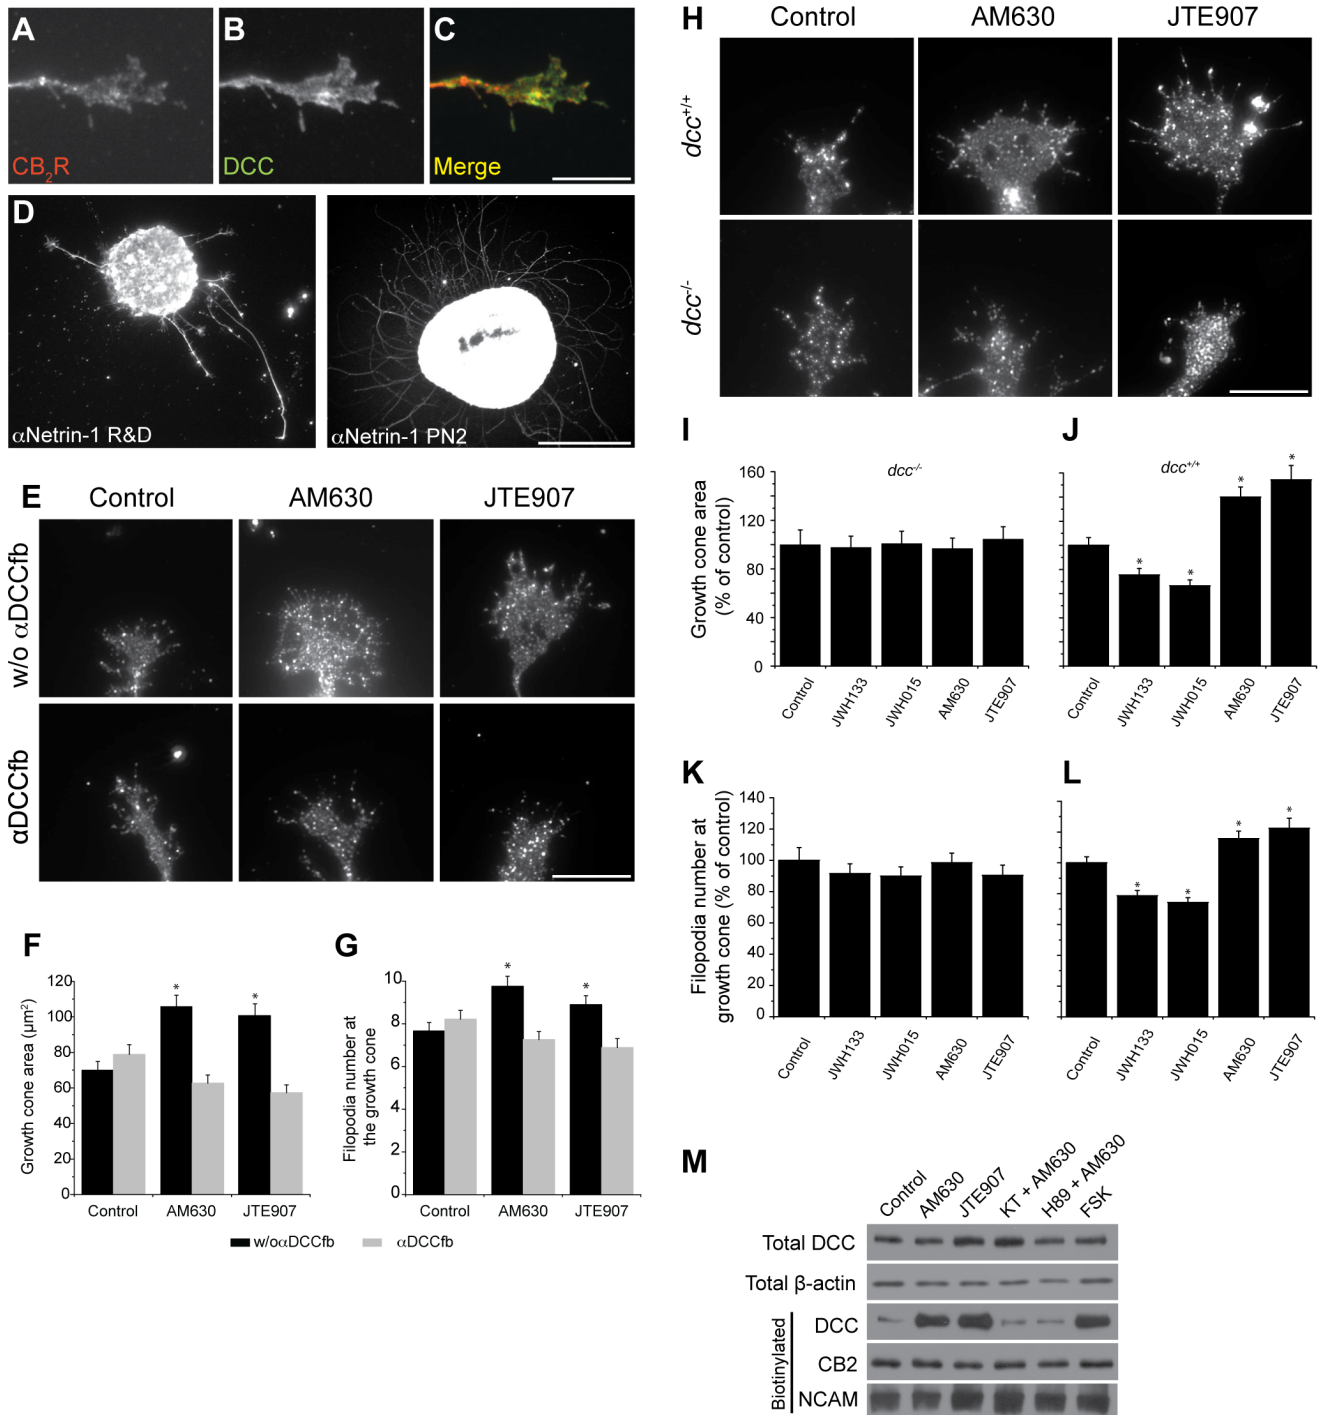 A
CB₂R
B
DCC
C
Merge
D
αNetrin-1 R&D
αNetrin-1 PN2
E
Control AM630 JTE907
w/o αDCCfb
αDCCfb
F
Growth cone area (μm²)
120
100
80
60
40
20
0
Control AM630 JTE907
* *
G
Filopodia number at
the growth cone
10
8
6
4
2
0
Control AM630 JTE907
* *
w/oαDCCfb αDCCfb
H
Control AM630 JTE907
dcc+/+
dcc-/-
I
Growth cone area
(% of control)
160
120
80
40
0
dcc-/-
Control JWH133 JWH015 AM630 JTE907
J
dcc+/+
* * * *
Control JWH133 JWH015 AM630 JTE907
K
Filopodia number at
growth cone (% of control)
140
120
100
80
60
40
20
0
Control JWH133 JWH015 AM630 JTE907
L
* * * *
Control JWH133 JWH015 AM630 JTE907
M
Control AM630 JTE907 KT + AM630 H89 + AM630 FSK
Total DCC
Total β-actin
Biotinylated
DCC
CB2
NCAM